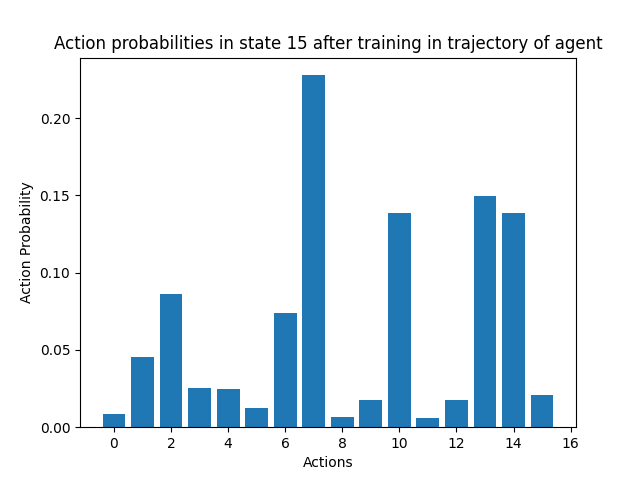 Action probabilities in state 15 after training in trajectory of agent
Action Probability
0.20
0.15
0.10
0.05
0.00
0 2 4 6 8 10 12 14 16
Actions